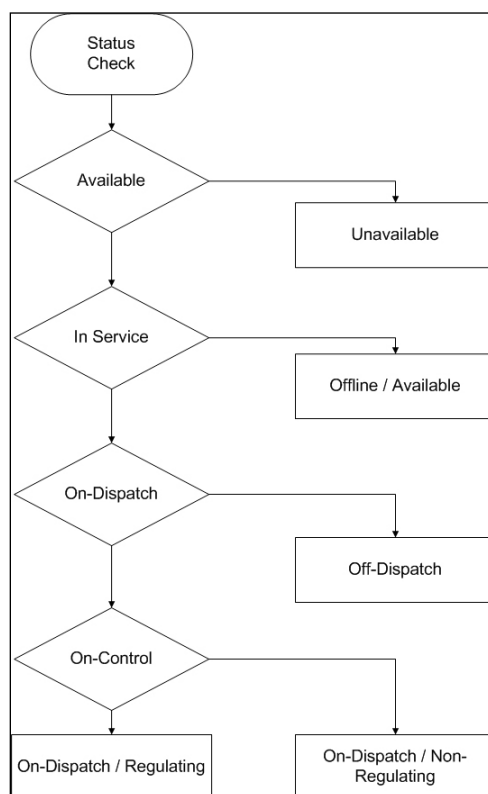 Status
Check
Available
Unavailable
In Service
Offline / Available
On-Dispatch
Off-Dispatch
On-Control
On-Dispatch / Regulating
On-Dispatch / Non-
Regulating